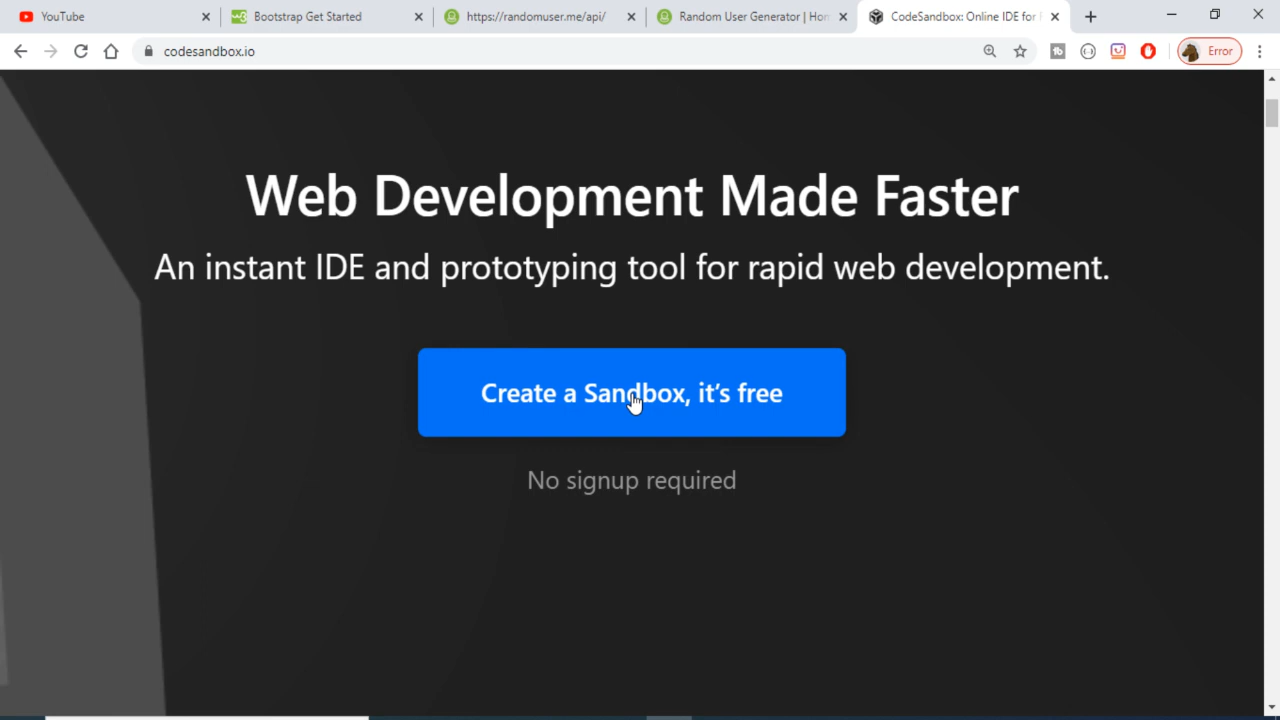 YouTube
Bootstrap Get Started
https://randomuser.me/api/
Random User Generator | Hom
CodeSandbox: Online IDE for R
codesandbox.io
Error
Web Development Made Faster
An instant IDE and prototyping tool for rapid web development.
Create a Sandbox, it's free
No signup required